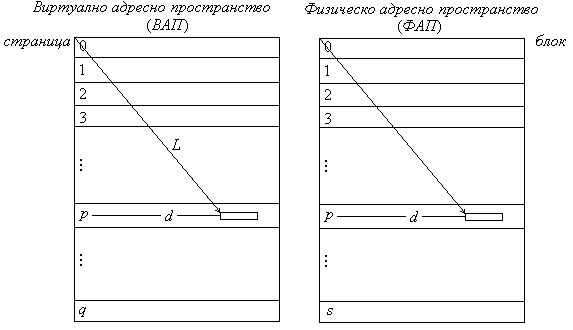 Виртуално адресно пространство
(ВАП)
страница
0
1
2
3
L
⋮
p d
⋮
q
Физическо адресно пространство
(ФАП)
блок
0
1
2
3
⋮
p d
⋮
s